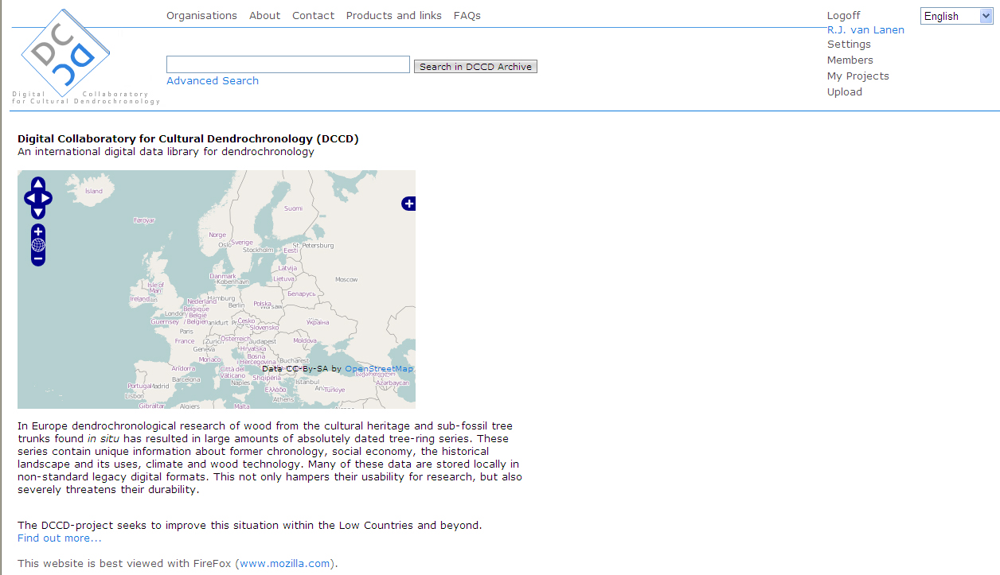 Organisations About Contact Products and links FAQs
Logoff
English
R.J. van Lanen
Settings
Members
My Projects
Upload
DC
CD
Digital Collaboratory
for Cultural Dendrochronology
Search in DCCD Archive
Advanced Search
Digital Collaboratory for Cultural Dendrochronology (DCCD)
An international digital data library for dendrochronology
Ísland
Suomi
Føroyar
Norge
Oslo
Sverige
Stockholm
St. Petersburg
Eesti
Latvija
Danmark
København
Lietuva
Moscow
Isle of
Man
Ireland
Беларусь
Hamburg
Nederland
Berlin
Polska
London
Belgique
België
/ Belgien
Guernsey
Česko
Slovensko
Україна
Paris
France
Zürich
Österreich
Budapest
Moldova
Geneva
Hrvatska
Monaco
Bosna
i Hercegovina
Bucharest
Andorra
Città del
Vaticano
Data CC-By-SA by OpenStreetMap
Barcelona
Naples
Shqipëria
Istanbul
Azərbaycan
Portugal
Madrid
Ελλάδα
Türkiye
Lisbon
Athens
Gibraltar
Algiers
Malta
In Europe dendrochronological research of wood from the cultural heritage and sub-fossil tree
trunks found in situ has resulted in large amounts of absolutely dated tree-ring series. These
series contain unique information about former chronology, social economy, the historical
landscape and its uses, climate and wood technology. Many of these data are stored locally in
non-standard legacy digital formats. This not only hampers their usability for research, but also
severely threatens their durability.
The DCCD-project seeks to improve this situation within the Low Countries and beyond.
Find out more...
This website is best viewed with FireFox (www.mozilla.com).